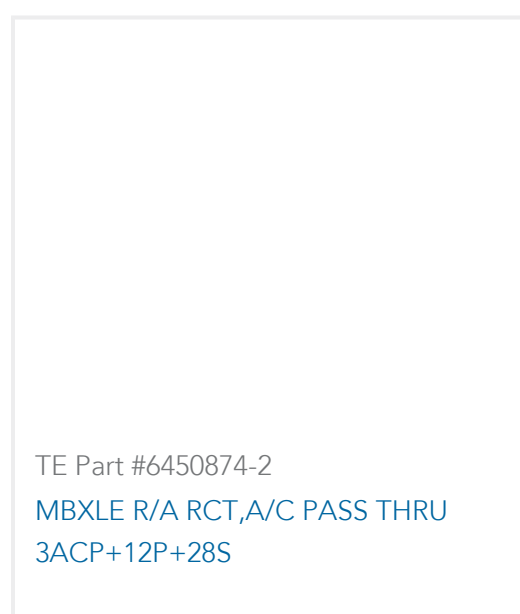 TE Part #6450874-2
MBXLE R/A RCT,A/C PASS THRU
3ACP+12P+28S